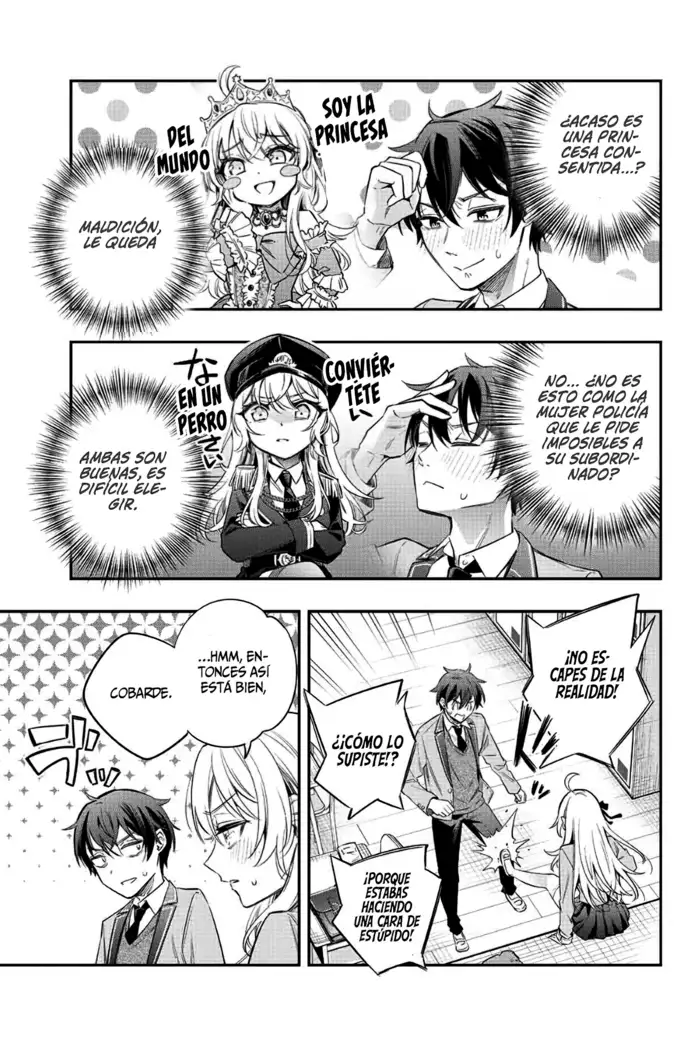 ¿ACASO
ES UNA PRIN-
CESA CON-
SENTIDA...?
SOY LA
PRINCESA
DEL
MUNDO
MALDICIÓN,
LE QUEDA
NO... ¿NO ES
ESTO COMO LA
MUJER POLICÍA
QUE LE PIDE
IMPOSIBLES A
SU SUBORDI-
NADO?
CONVIÉR-
TETE
EN UN
PERRO
なさい
AMBAS SON
BUENAS, ES
DIFÍCIL ELE-
GIR.
¡NO ES-
CAPES DE LA
REALIDAD!
¿¡CÓMO LO
SUPISTE!?
¡PORQUE
ESTABAS
HACIENDO
UNA CARA DE
ESTÚPIDO!
...HMM, EN-
TONCES ASÍ
ESTÁ BIEN,
COBARDE.